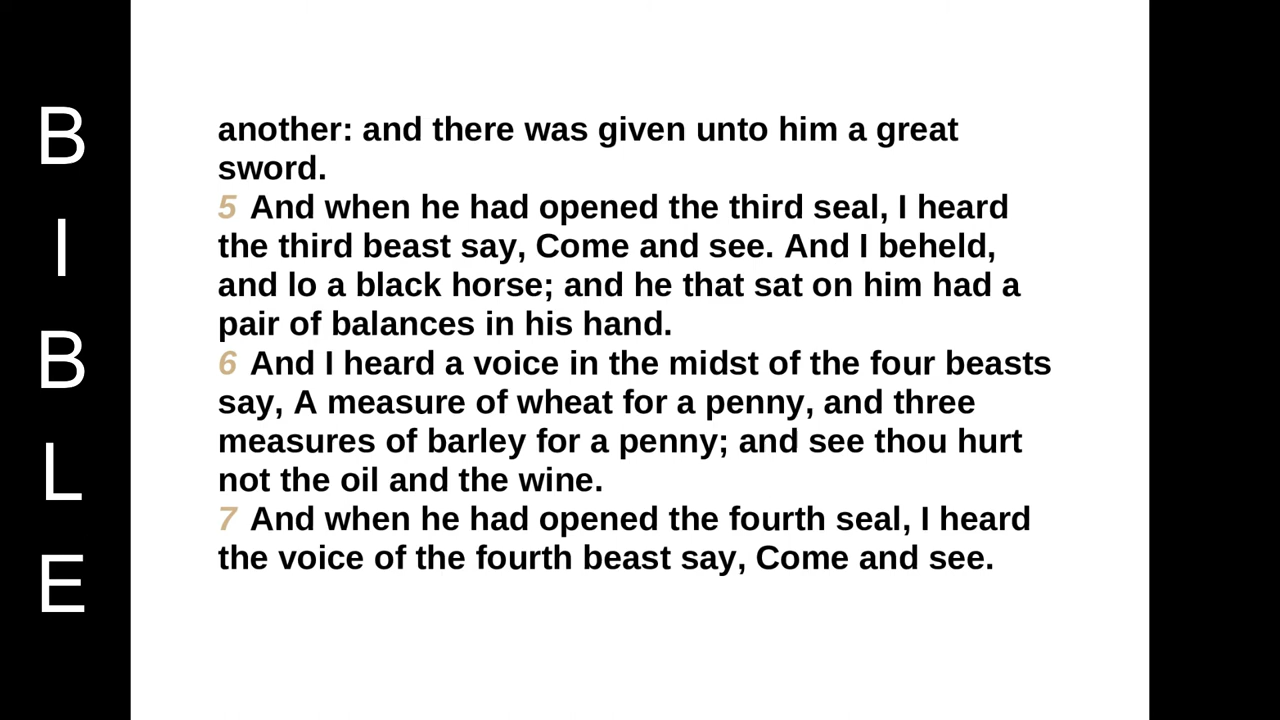 B
I
B
L
E
another: and there was given unto him a great
sword.
5 And when he had opened the third seal, I heard
the third beast say, Come and see. And I beheld,
and lo a black horse; and he that sat on him had a
pair of balances in his hand.
6 And I heard a voice in the midst of the four beasts
say, A measure of wheat for a penny, and three
measures of barley for a penny; and see thou hurt
not the oil and the wine.
7 And when he had opened the fourth seal, I heard
the voice of the fourth beast say, Come and see.